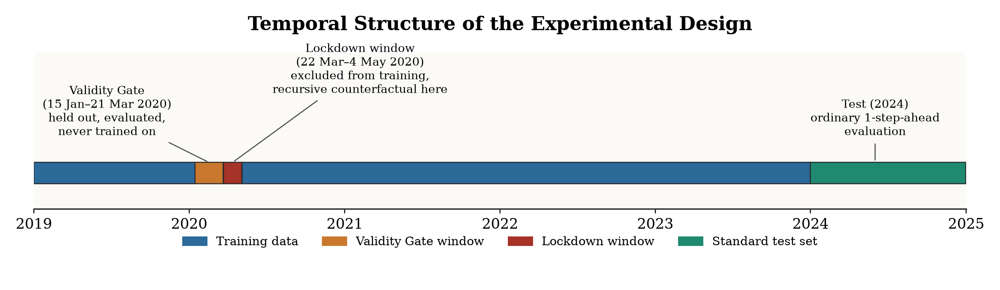 Temporal Structure of the Experimental Design
Lockdown window
(22 Mar–4 May 2020)
excluded from training,
recursive counterfactual here
Validity Gate
(15 Jan–21 Mar 2020)
held out, evaluated,
never trained on
Test (2024)
ordinary 1-step-ahead
evaluation
2019 2020 2021 2022 2023 2024 2025
Training data Validity Gate window Lockdown window Standard test set